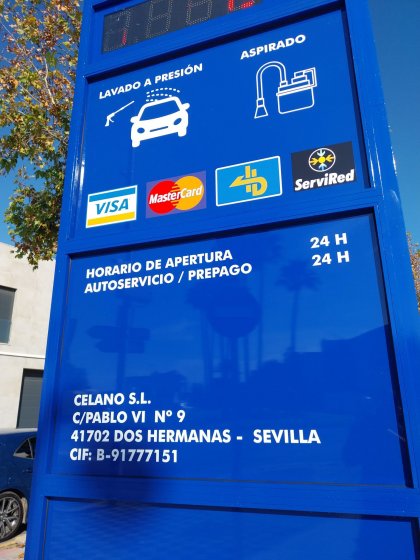 LAVADO A PRESIÓN
ASPIRADO
VISA
MasterCard
4B
ServiRed
HORARIO DE APERTURA 24 H
AUTOSERVICIO / PREPAGO 24 H
CELANO S.L.
C/PABLO VI Nº 9
41702 DOS HERMANAS - SEVILLA
CIF: B-91777151